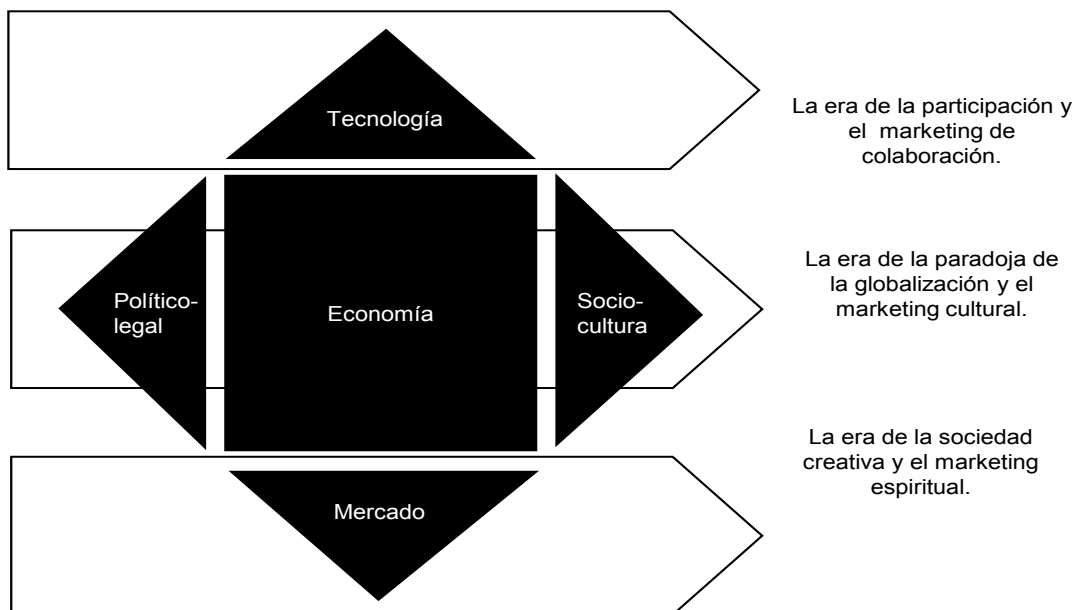 Tecnología
La era de la participación y
el marketing de
colaboración.
Político-
legal
Economía
Socio-
cultura
La era de la paradoja de
la globalización y el
marketing cultural.
Mercado
La era de la sociedad
creativa y el marketing
espiritual.